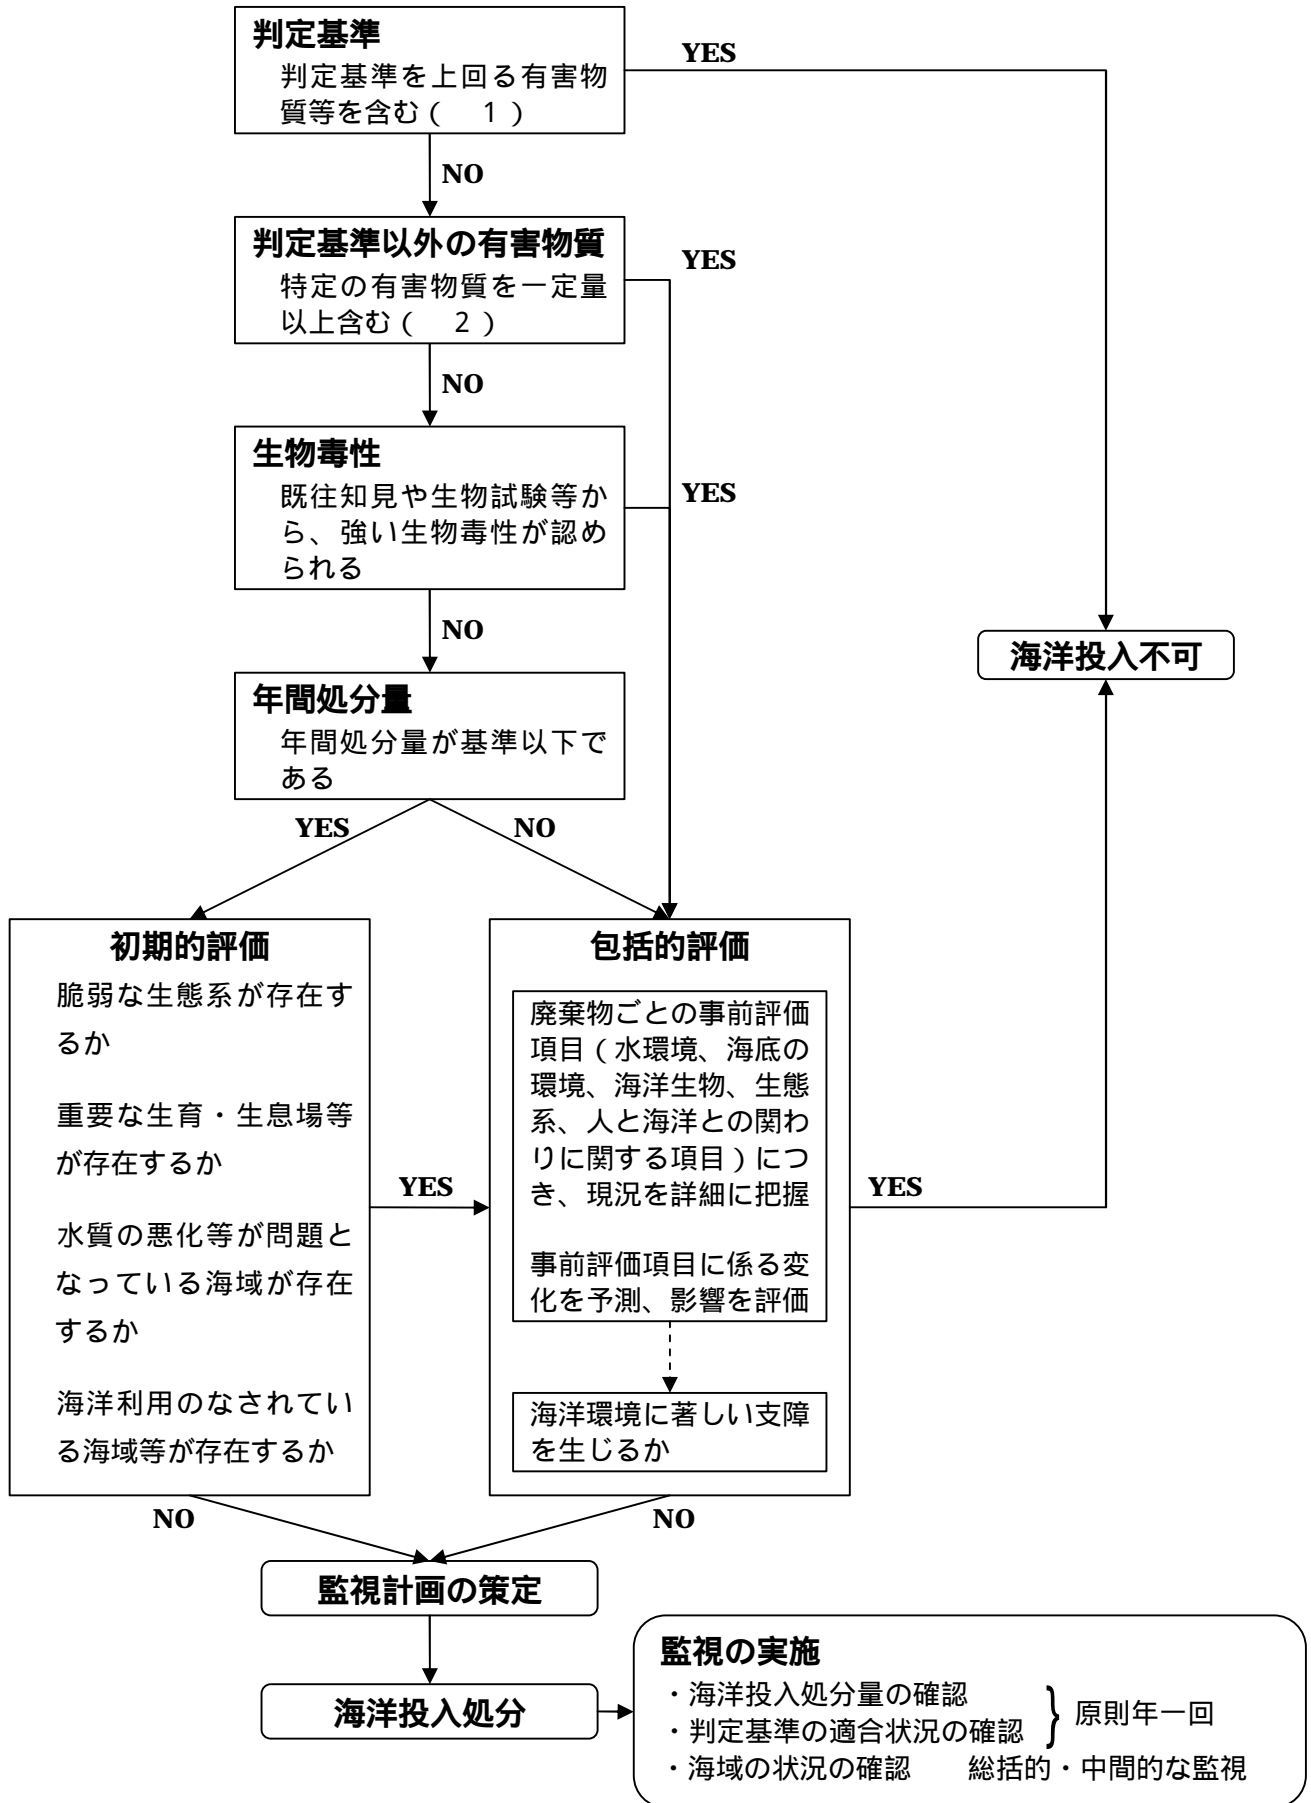 判定基準
判定基準を上回る有害物
質等を含む（　1　）
YES
NO
判定基準以外の有害物質
特定の有害物質を一定量
以上含む（　2　）
YES
NO
生物毒性
既往知見や生物試験等か
ら、強い生物毒性が認め
られる
YES
NO
海洋投入不可
年間処分量
年間処分量が基準以下で
ある
YES
NO
初期的評価
脆弱な生態系が存在す
るか
重要な生育・生息場等
が存在するか
水質の悪化等が問題と
なっている海域が存在
するか
海洋利用のなされてい
る海域等が存在するか
YES
包括的評価
廃棄物ごとの事前評価
項目（水環境、海底の
環境、海洋生物、生態
系、人と海洋との関わ
りに関する項目）につ
き、現況を詳細に把握
事前評価項目に係る変
化を予測、影響を評価
海洋環境に著しい支障
を生じるか
YES
NO
NO
監視計画の策定
海洋投入処分
監視の実施
・海洋投入処分量の確認
・判定基準の適合状況の確認
} 原則年一回
・海域の状況の確認　　総括的・中間的な監視